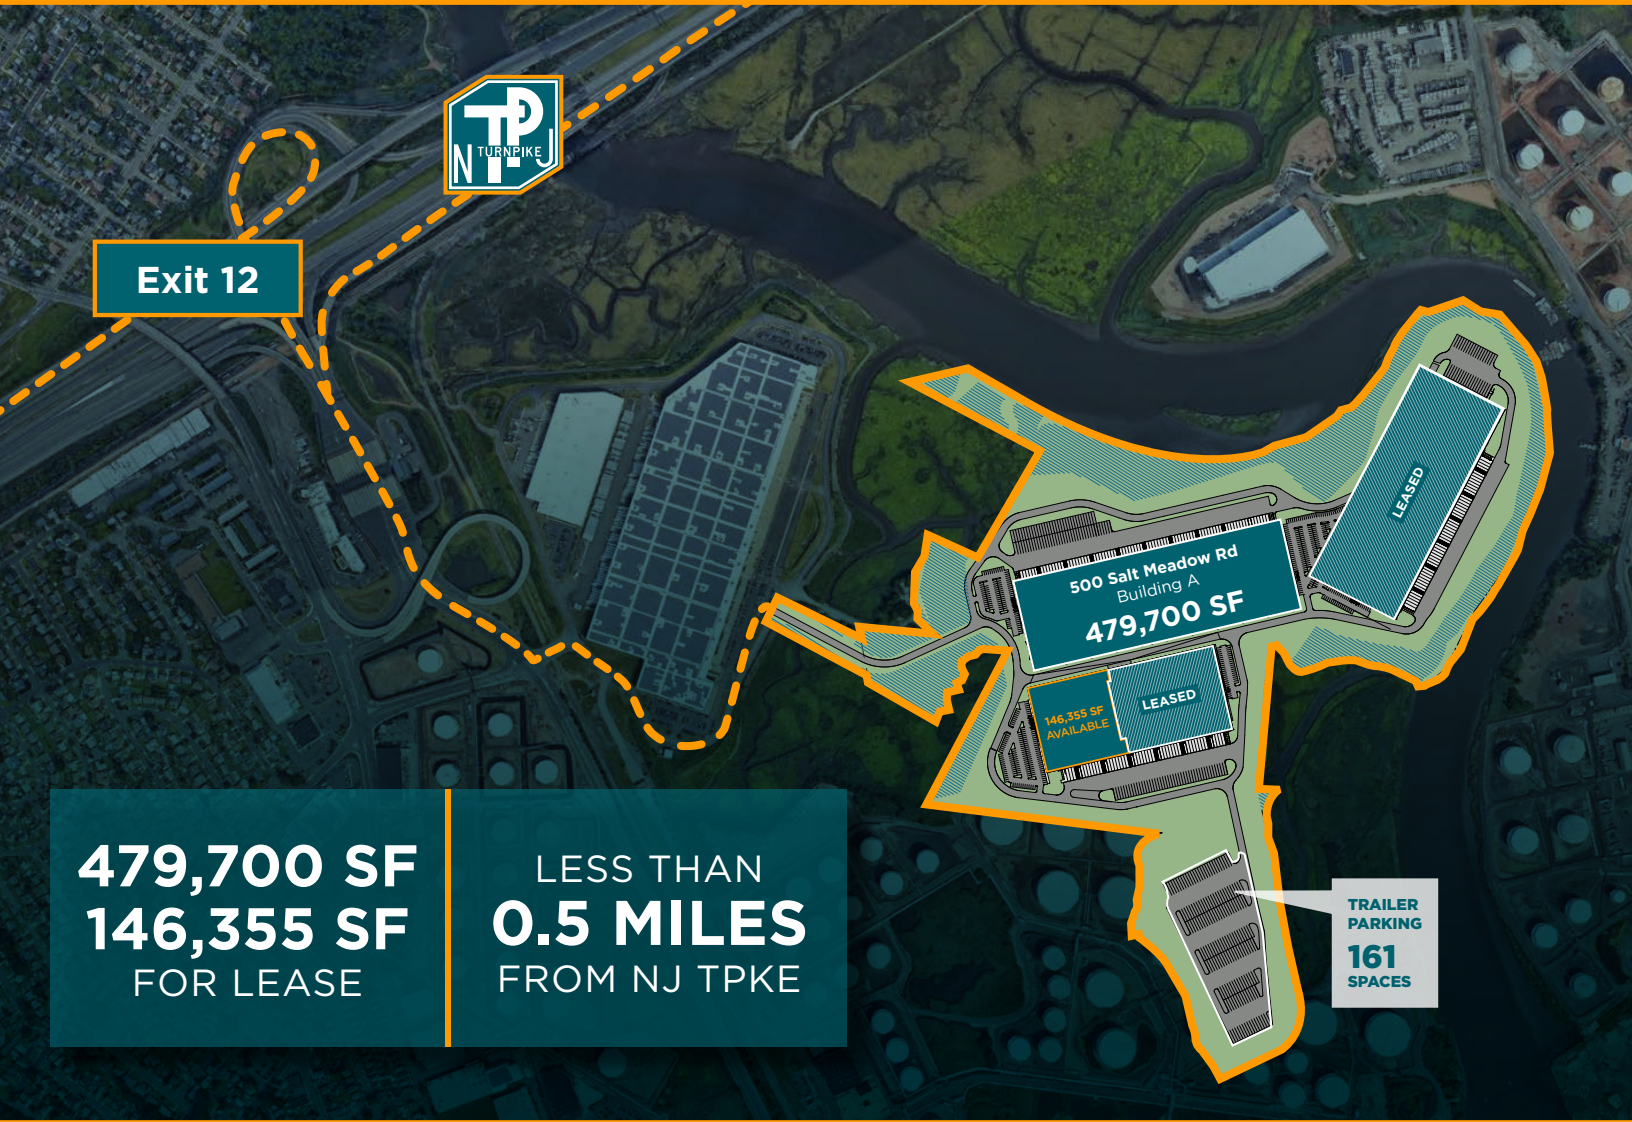 N TP J
TURNPIKE
Exit 12
LEASED
500 Salt Meadow Rd
Building A
479,700 SF
146,355 SF
AVAILABLE
LEASED
479,700 SF
146,355 SF
FOR LEASE
LESS THAN
0.5 MILES
FROM NJ TPKE
TRAILER
PARKING
161
SPACES